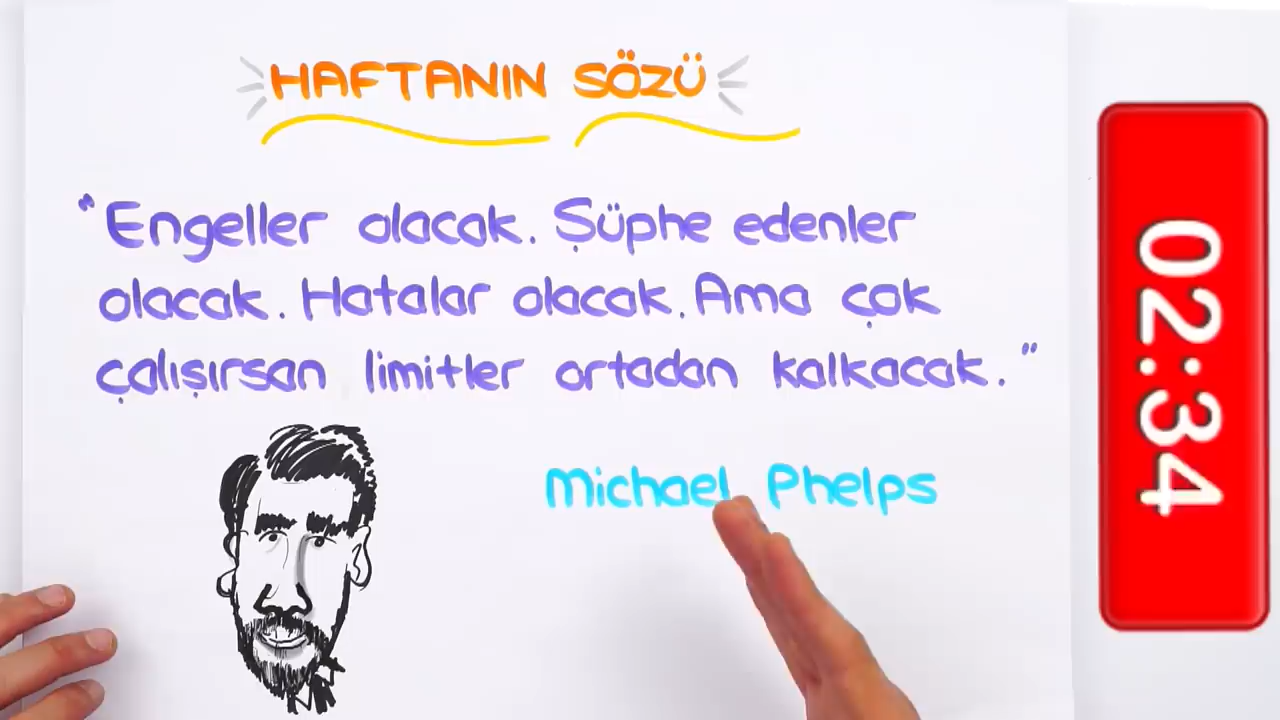 HAFTANIN SÖZÜ
"Engeller olacak. Şüphe edenler
olacak. Hatalar olacak. Ama çok
çalışırsan limitler ortadan kalkacak."
Michael Phelps
02:34